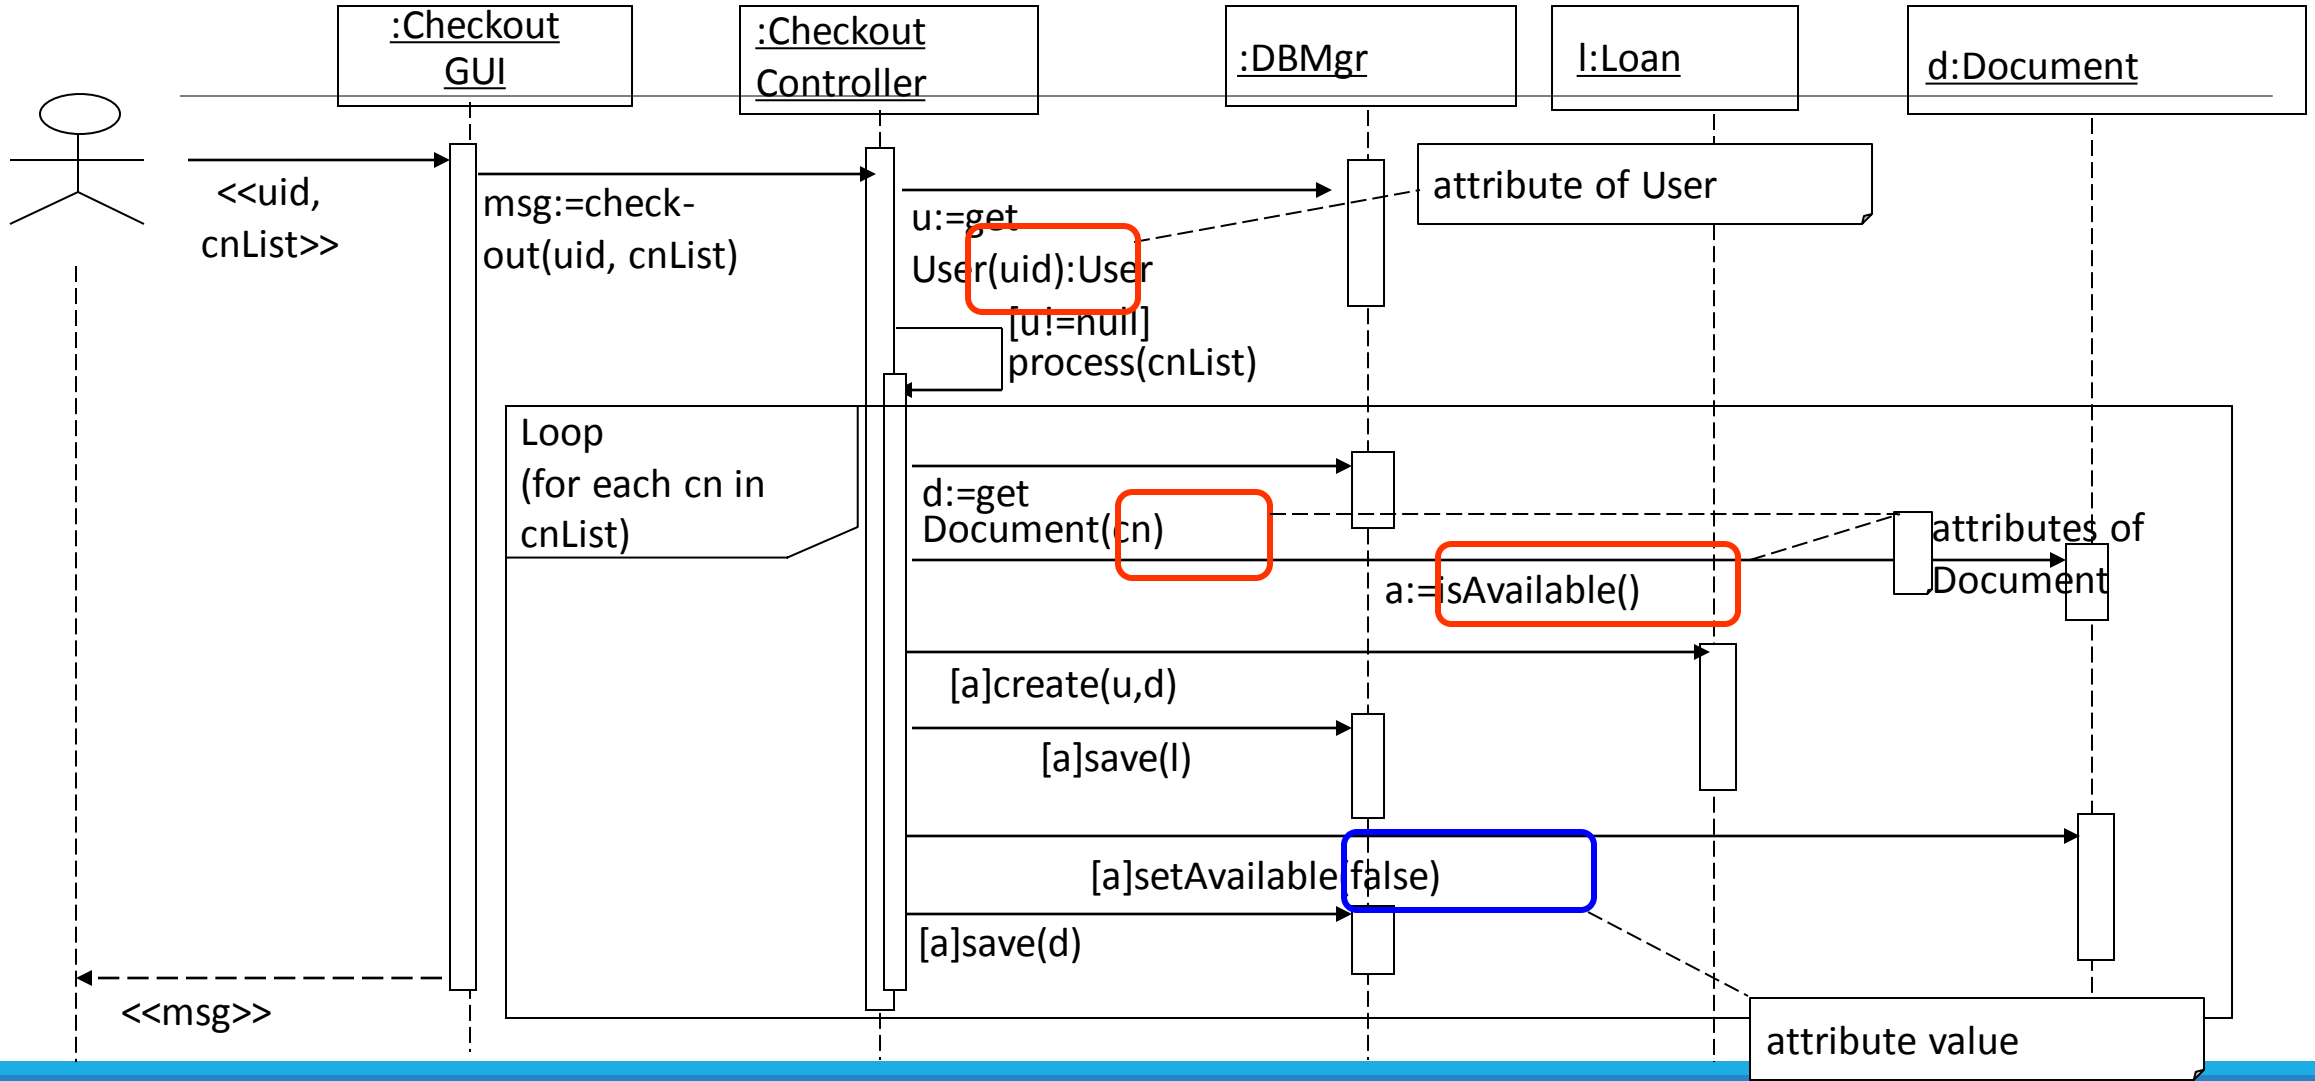 :Checkout
GUI
:Checkout
Controller
:DBMgr
l:Loan
d:Document
<<uid,
cnList>>
msg:=check-
out(uid, cnList)
u:=get
User(uid):User
attribute of User
[u!=null]
process(cnList)
Loop
(for each cn in
cnList)
d:=get
Document(cn)
attributes of
Document
a:=isAvailable()
[a]create(u,d)
[a]save(l)
[a]setAvailable(false)
[a]save(d)
<<msg>>
attribute value